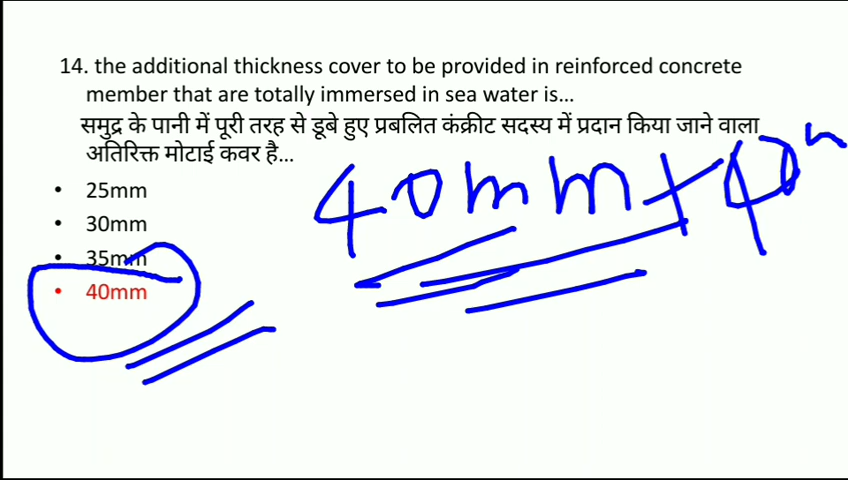 14. the additional thickness cover to be provided in reinforced concrete
member that are totally immersed in sea water is...
समुद्र के पानी में पूरी तरह से डूबे हुए प्रबलित कंक्रीट सदस्य में प्रदान किया जाने वाला
अतिरिक्त मोटाई कवर है...
• 25mm
• 30mm
• 35mm
• 40mm
40mm+40m